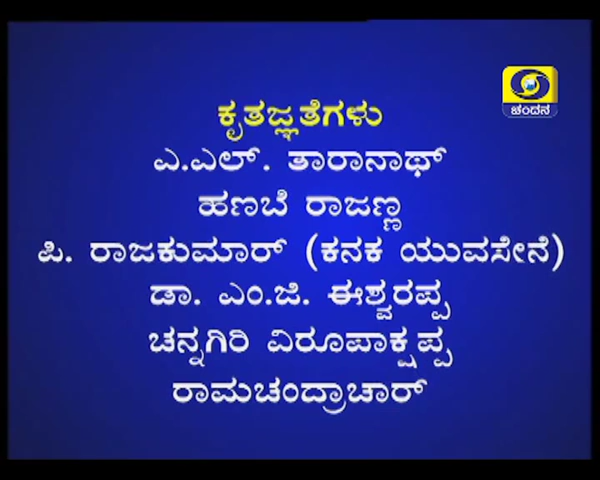 ಚಂದನ
ಕೃತಜ್ಞತೆಗಳು
ಎ.ಎಲ್. ತಾರಾನಾಥ್
ಹಣಬೆ ರಾಜಣ್ಣ
ಪಿ. ರಾಜಕುಮಾರ್ (ಕನಕ ಯುವಸೇನೆ)
ಡಾ. ಎಂ.ಜಿ. ಈಶ್ವರಪ್ಪ
ಚನ್ನಗಿರಿ ವಿರೂಪಾಕ್ಷಪ್ಪ
ರಾಮಚಂದ್ರಾಚಾರ್